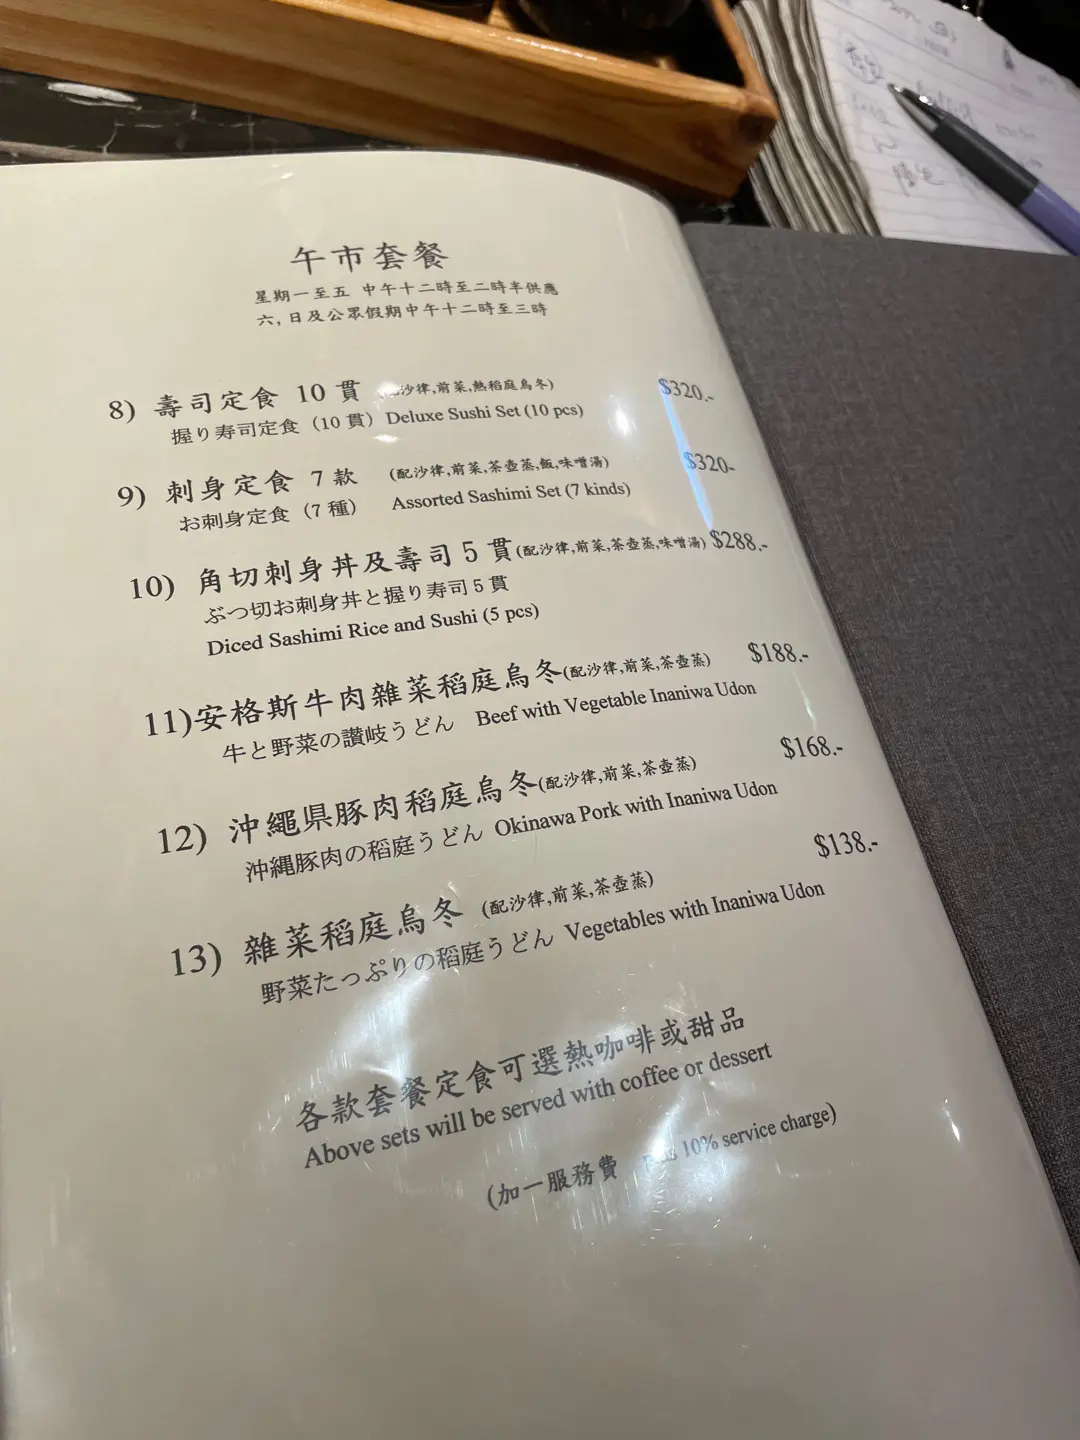 午市套餐
星期一至五 中午十二時至二時半供應
六,日及公眾假期中午十二時至三時
8) 壽司定食 10 貫 沙律,前菜,熱稻庭烏冬) $320.-
握り寿司定食（10 貫）Deluxe Sushi Set (10 pcs)
9) 刺身定食 7 款 (配沙律,前菜,茶壺蒸,飯,味噌湯) $320-
お刺身定食（7 種） Assorted Sashimi Set (7 kinds)
10) 角切刺身丼及壽司 5 貫(配沙律,前菜,茶壺蒸,味噌湯) $288.-
ぶつ切お刺身丼と握り寿司 5 貫
Diced Sashimi Rice and Sushi (5 pcs)
11)安格斯牛肉雜菜稻庭烏冬(配沙律,前菜,茶壺蒸) $188.-
牛と野菜の讃岐うどん Beef with Vegetable Inaniwa Udon
12) 沖繩県豚肉稻庭烏冬(配沙律,前菜,茶壺蒸) $168.-
沖縄豚肉の稻庭うどん Okinawa Pork with Inaniwa Udon
13) 雜菜稻庭烏冬 (配沙律,前菜,茶壺蒸) $138.-
野菜たっぷりの稻庭うどん Vegetables with Inaniwa Udon
各款套餐定食可選熱咖啡或甜品
Above sets will be served with coffee or dessert
(加一服務費 10% service charge)